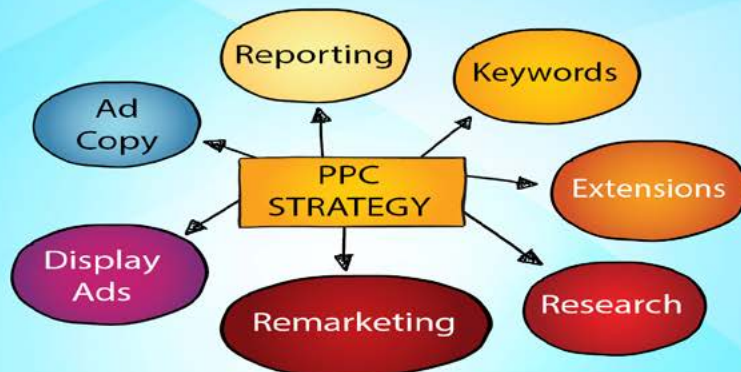 Reporting
Keywords
Ad
Copy
PPC
STRATEGY
Extensions
Display
Ads
Remarketing
Research